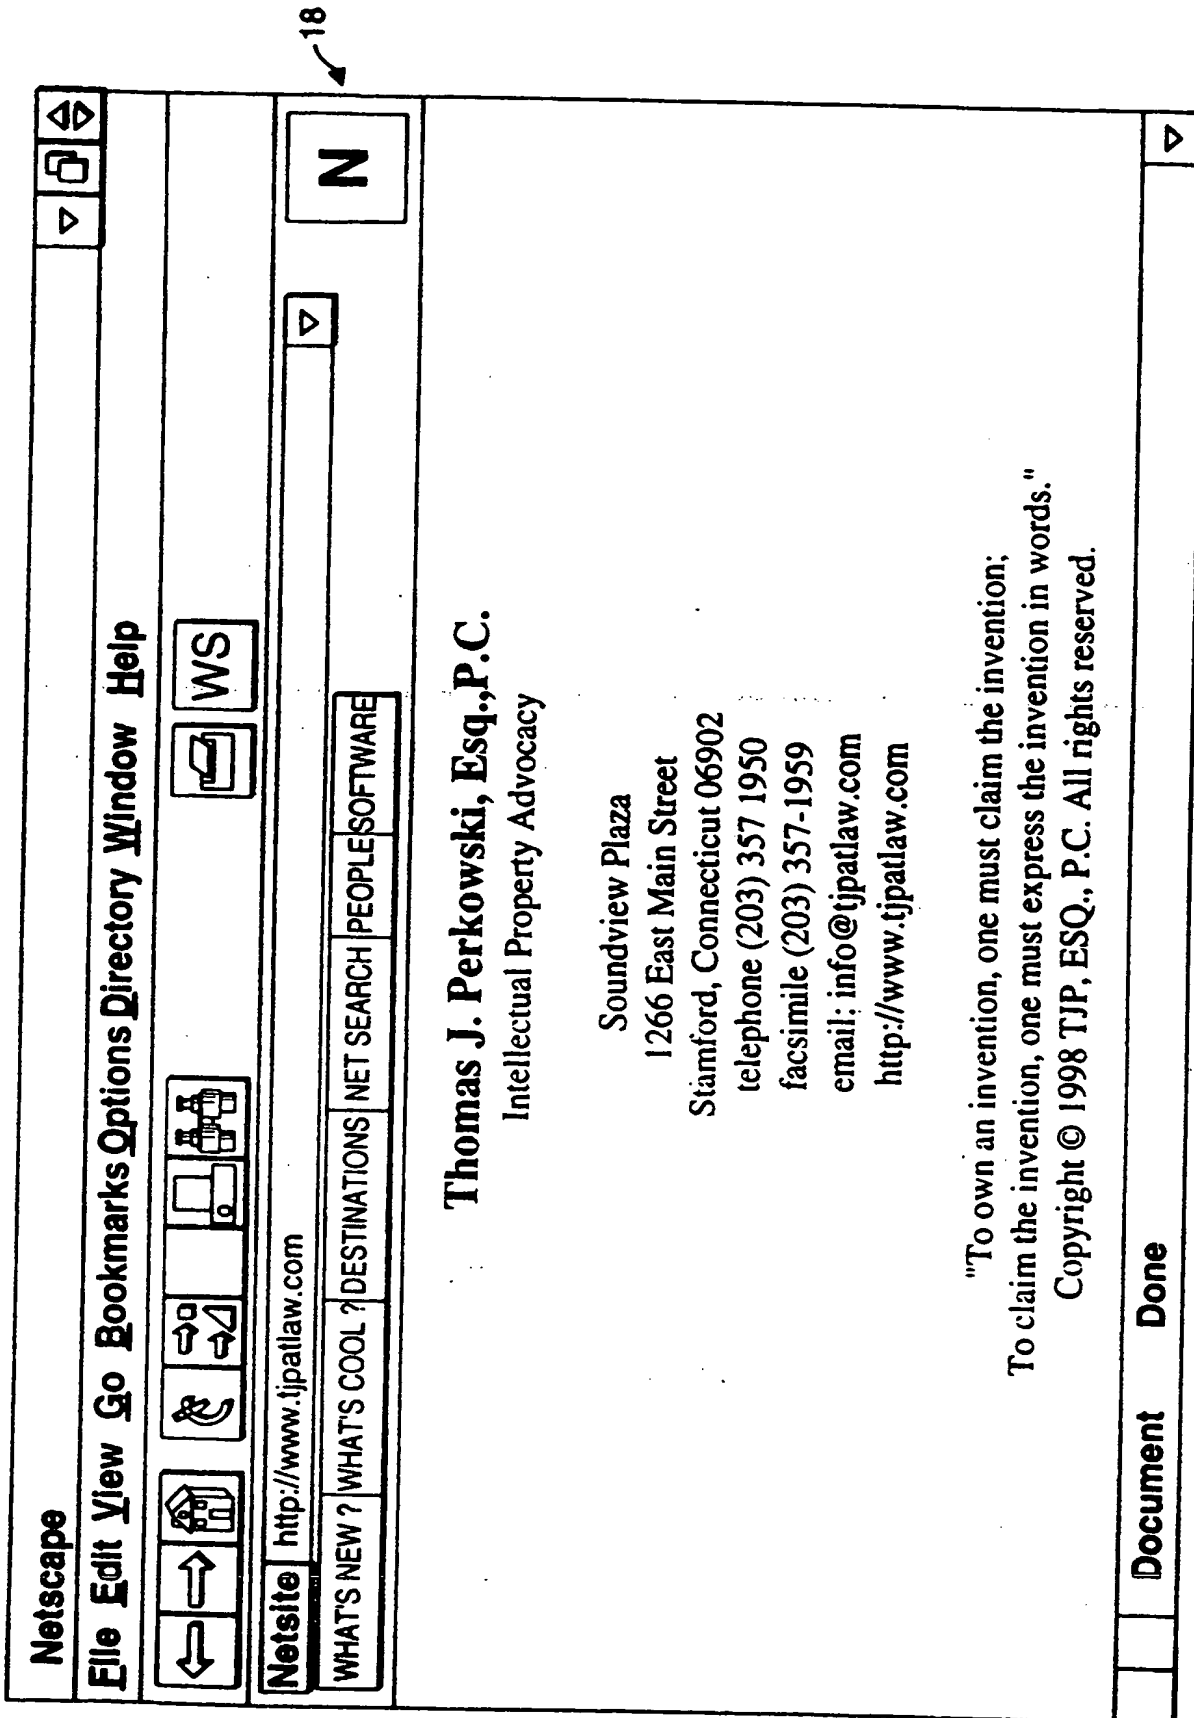 18
Netscape
File Edit View Go Bookmarks Options Directory Window Help
WS
Netsite http://www.tjpatlaw.com
N
WHAT'S NEW ? WHAT'S COOL ? DESTINATIONS NET SEARCH PEOPLE SOFTWARE
Thomas J. Perkowski, Esq.,P.C.
Intellectual Property Advocacy
Soundview Plaza
1266 East Main Street
Stamford, Connecticut 06902
telephone (203) 357 1950
facsimile (203) 357-1959
email; info@tjpatlaw.com
http://www.tjpatlaw.com
"To own an invention, one must claim the invention;
To claim the invention, one must express the invention in words."
Copyright © 1998 TJP, ESQ., P.C. All rights reserved.
Document Done